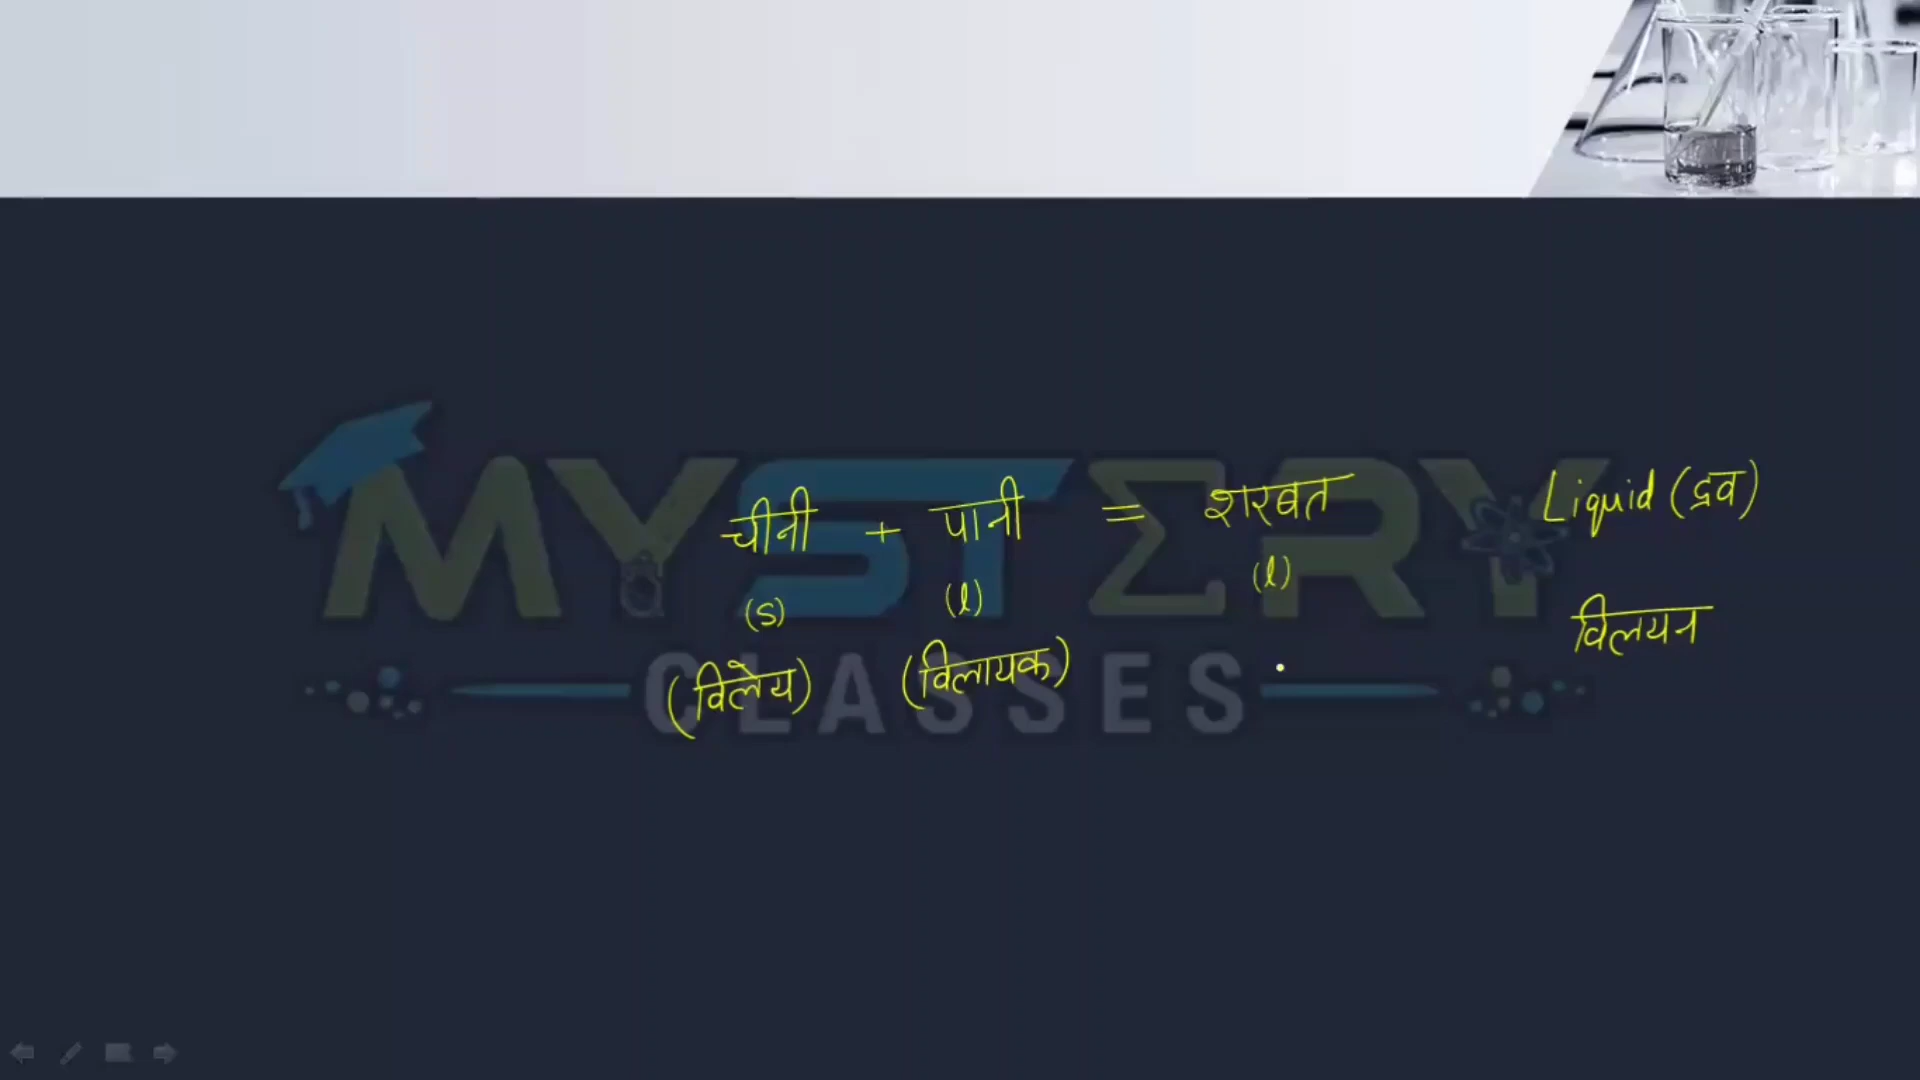 चीनी + पानी = शरबत Liquid (द्रव)
(s) (l) (l)
(विलेय) (विलायक) विलयन
MYSTERY
CLASSES